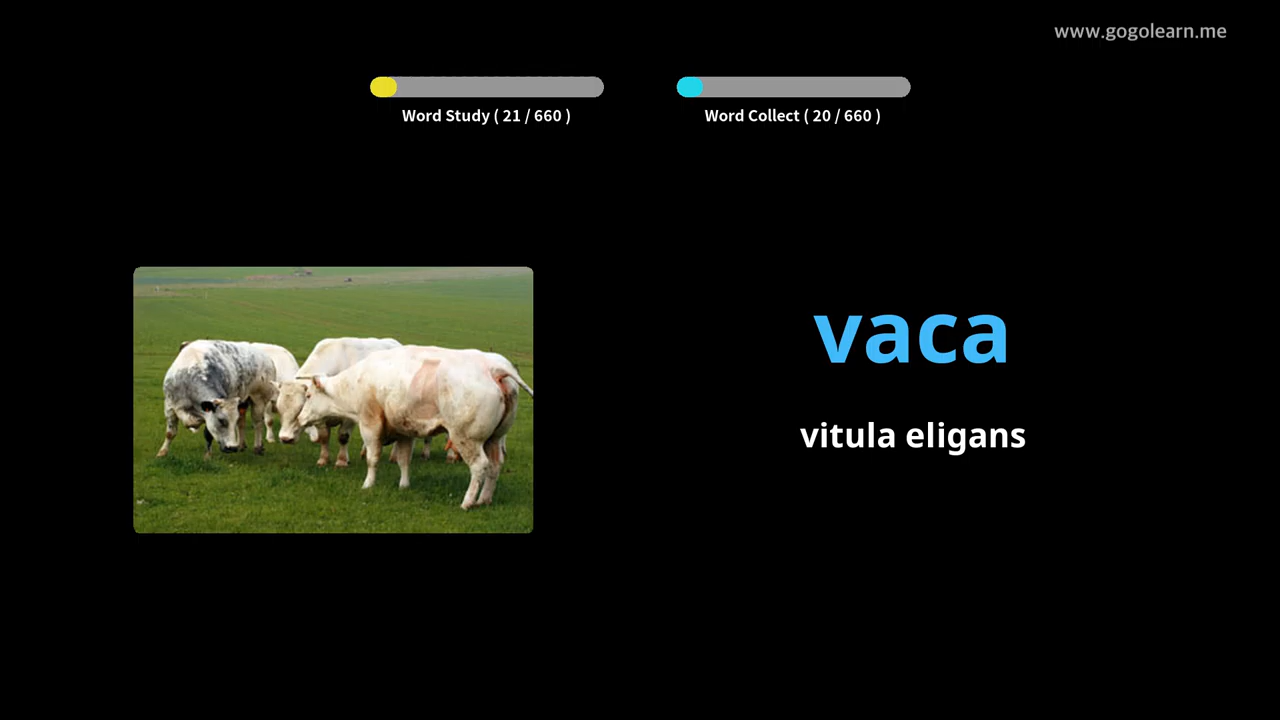 www.gogolearn.me
Word Study ( 21 / 660 )
Word Collect ( 20 / 660 )
vaca
vitula eligans